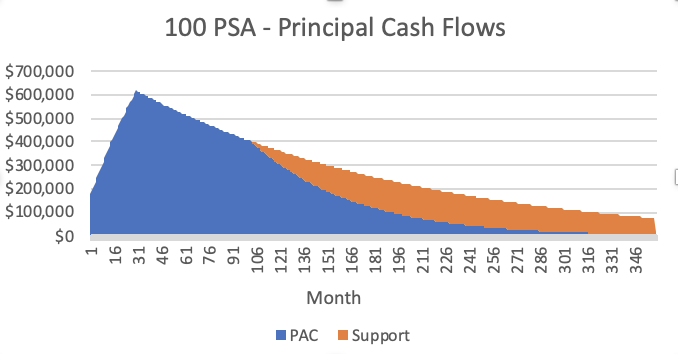 100 PSA - Principal Cash Flows
$700,000
$600,000
$500,000
$400,000
$300,000
$200,000
$100,000
$0
1 16 31 46 61 76 91 106 121 136 151 166 181 196 211 226 241 256 271 286 301 316 331 346
Month
PAC Support